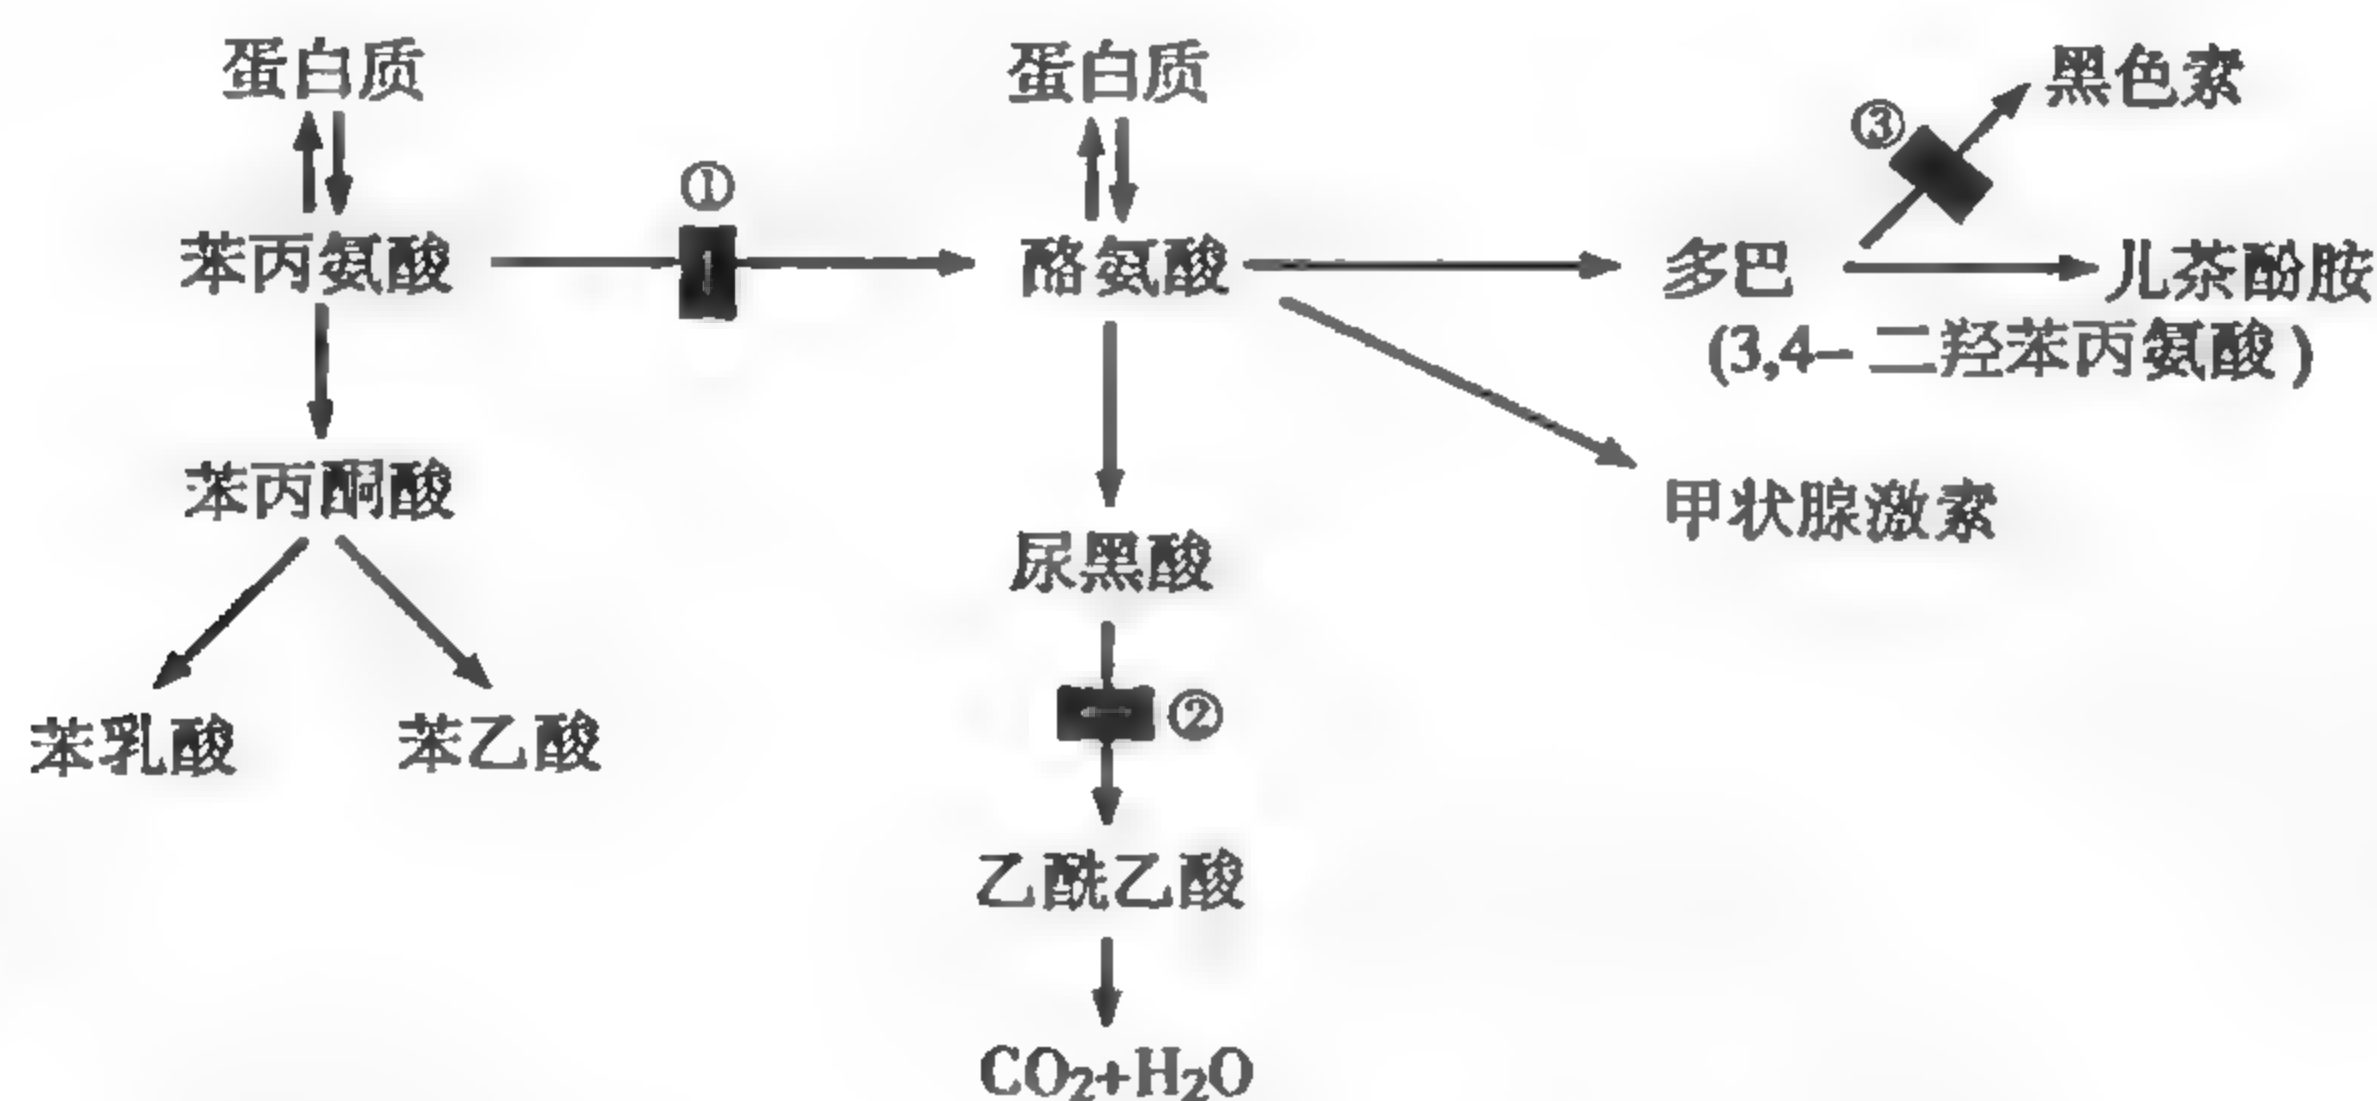 蛋白质
蛋白质
黑色素
③
①
苯丙氨酸
酪氨酸
多巴
儿茶酚胺
(3,4-二羟苯丙氨酸)
苯丙酮酸
甲状腺激素
尿黑酸
苯乳酸
苯乙酸
②
乙酰乙酸
CO₂+H₂O